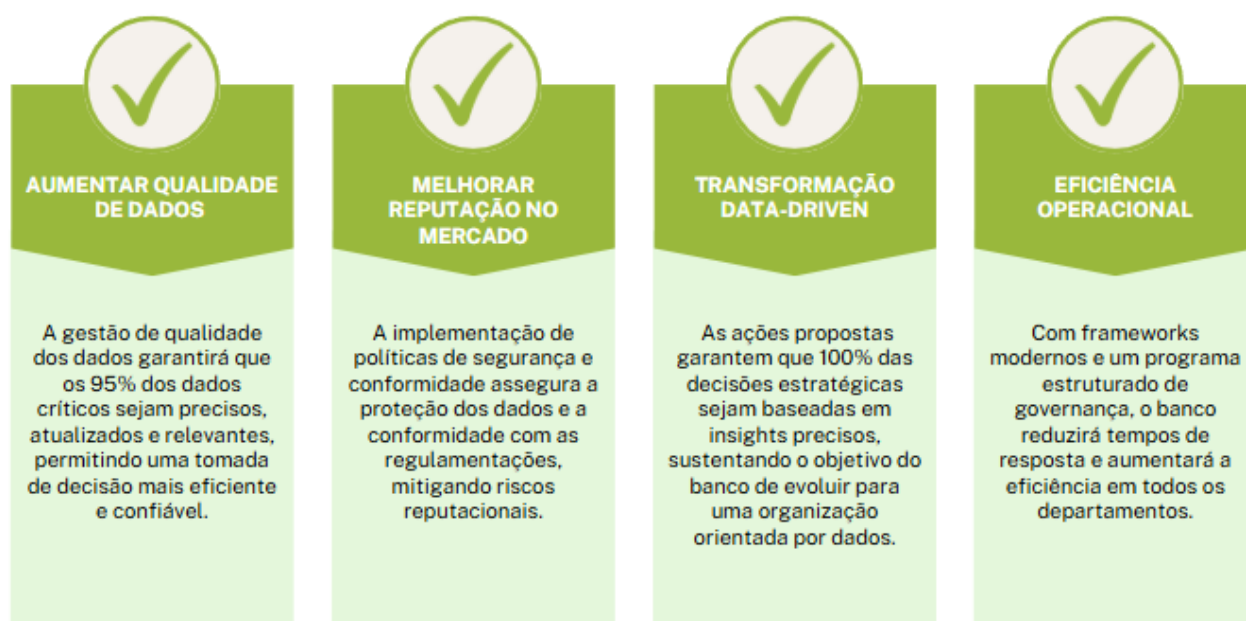 AUMENTAR QUALIDADE
DE DADOS
A gestão de qualidade
dos dados garantirá que
os 95% dos dados
críticos sejam precisos,
atualizados e relevantes,
permitindo uma tomada
de decisão mais eficiente
e confiável.
MELHORAR
REPUTAÇÃO NO
MERCADO
A implementação de
políticas de segurança e
conformidade assegura a
proteção dos dados e a
conformidade com as
regulamentações,
mitigando riscos
reputacionais.
TRANSFORMAÇÃO
DATA-DRIVEN
As ações propostas
garantem que 100% das
decisões estratégicas
sejam baseadas em
insights precisos,
sustentando o objetivo do
banco de evoluir para
uma organização
orientada por dados.
EFICIÊNCIA
OPERACIONAL
Com frameworks
modernos e um programa
estruturado de
governança, o banco
reduzirá tempos de
resposta e aumentará a
eficiência em todos os
departamentos.